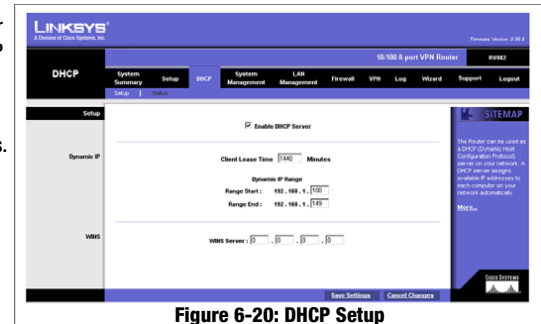 LINKSYS®
A Division of Cisco Systems, Inc.
10/100 8-port VPN Router
RV082
DHCP
System Summary
Setup
DHCP
System Management
LAN Management
Firewall
VPN
Log
Wizard
Support
Logout
Setup | Status
Setup
SITEMAP
Enable DHCP Server
The Router can be used as
a DHCP (Dynamic Host
Configuration Protocol)
server on your network. A
DHCP server assigns
available IP addresses to
each computer on your
network automatically.
More...
Dynamic IP
Client Lease Time 1440 Minutes
Dynamic IP Range
Range Start : 192 . 168 . 1 . 100
Range End : 192 . 168 . 1 . 149
WINS
WINS Server : 0 . 0 . 0 . 0
CISCO SYSTEMS
Save Settings
Cancel Changes
Figure 6-20: DHCP Setup